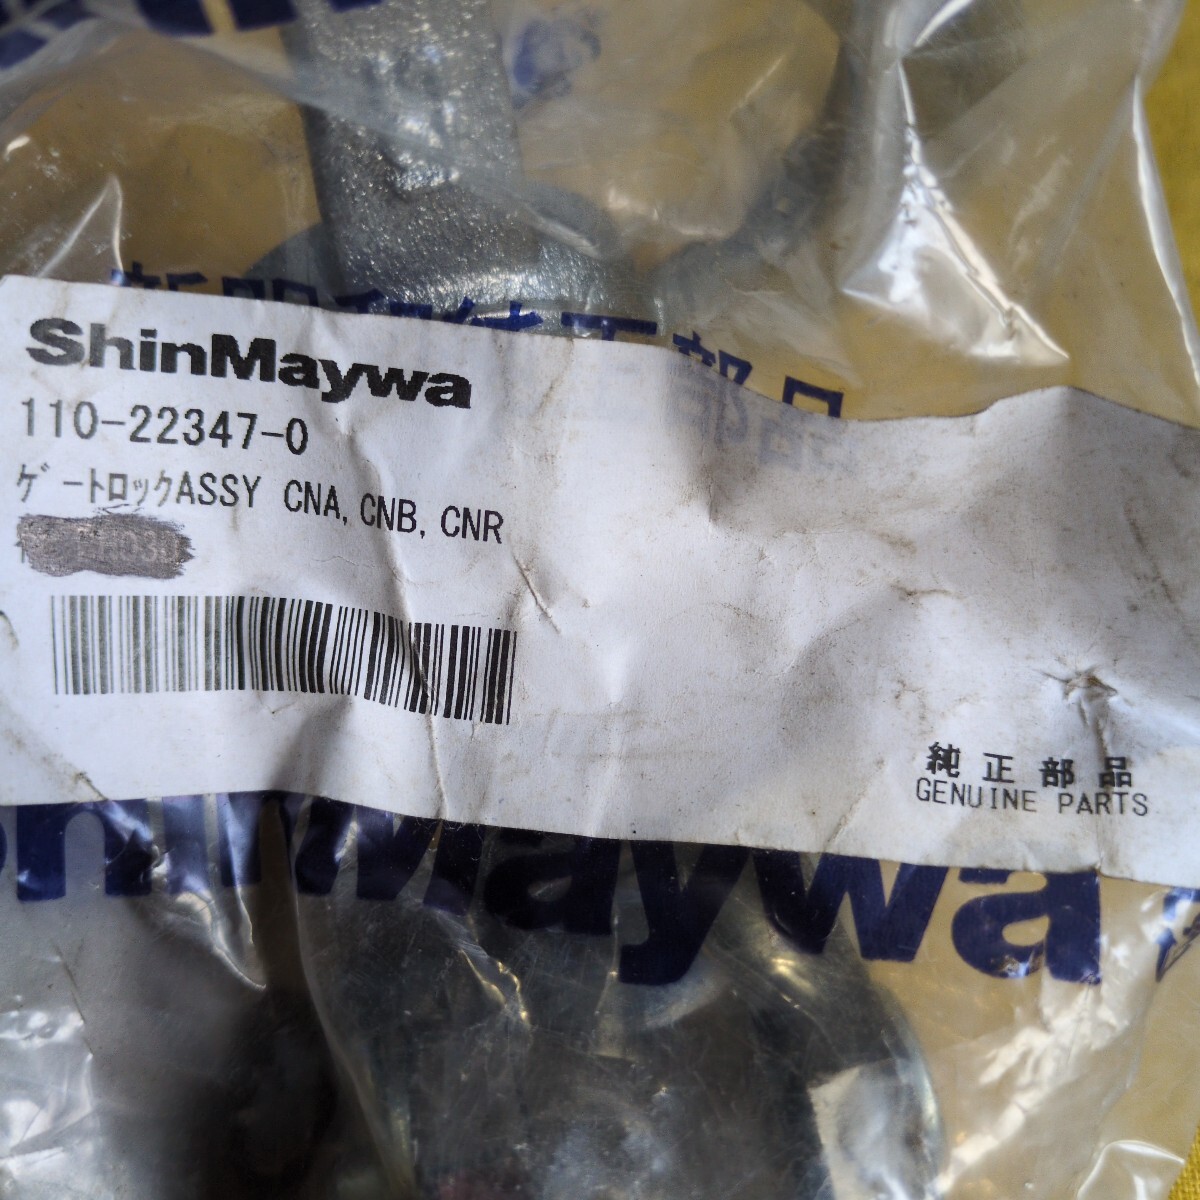 ShinMaywa
110-22347-0
ｹﾞｰﾄﾛｯｸASSY CNA, CNB, CNR
純正部品
GENUINE PARTS
ShinMaywa